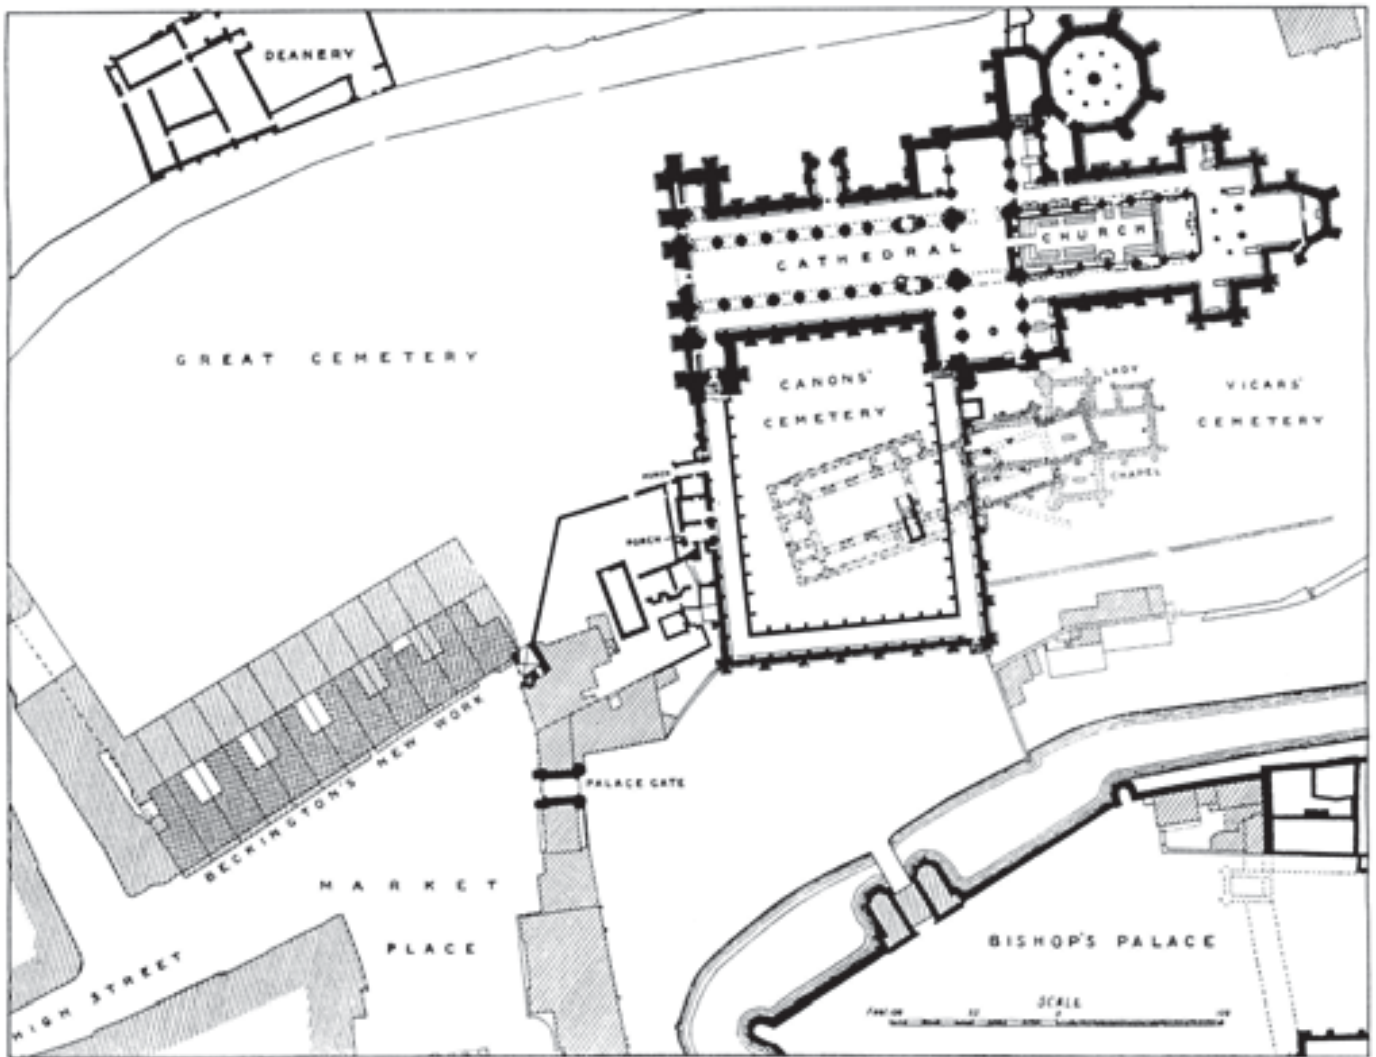 DEANERY
CATHEDRAL
CHURCH
GREAT CEMETERY
CANONS'
CEMETERY
LADY
CHAPEL
VICARS'
CEMETERY
PORCH
PORCH
BECKINGTON'S NEW WORK
PALACE GATE
MARKET
PLACE
HIGH STREET
BISHOP'S PALACE
SCALE